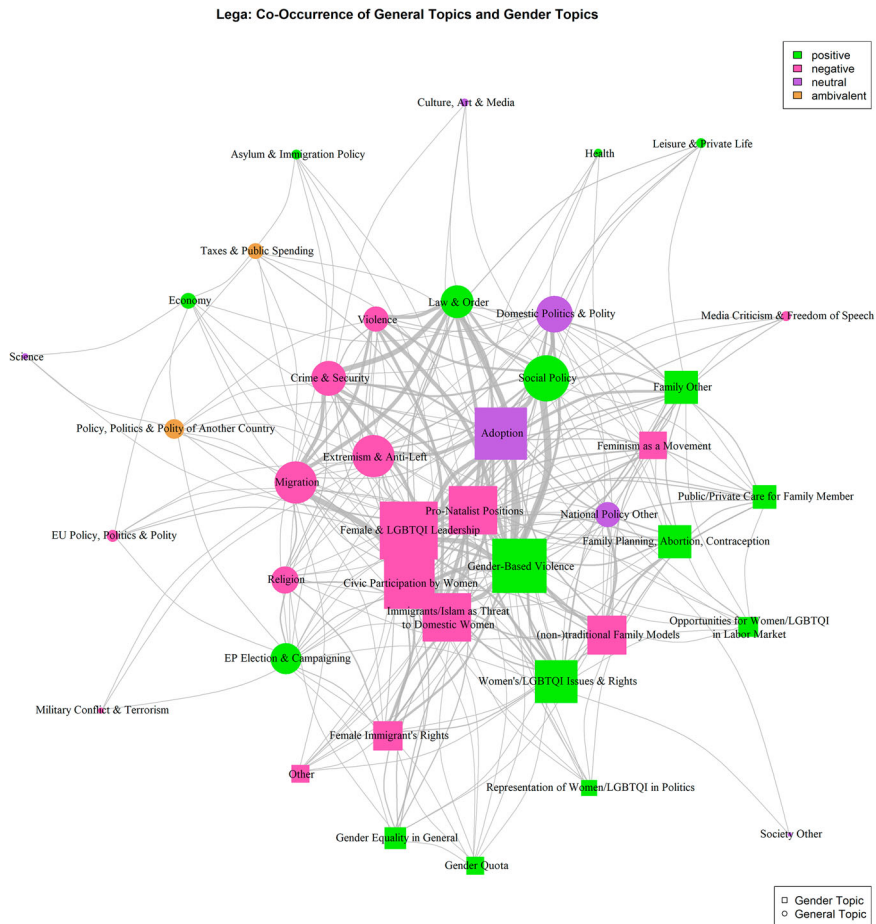 Lega: Co-Occurrence of General Topics and Gender Topics
positive
negative
neutral
ambivalent
Culture, Art & Media
Leisure & Private Life
Health
Asylum & Immigration Policy
Taxes & Public Spending
Economy
Law & Order
Domestic Politics & Polity
Violence
Media Criticism & Freedom of Speech
Science
Crime & Security
Social Policy
Family Other
Policy, Politics & Polity of Another Country
Adoption
Feminism as a Movement
Extremism & Anti-Left
Migration
Public/Private Care for Family Member
Pro-Natalist Positions
National Policy Other
Female & LGBTQI Leadership
EU Policy, Politics & Polity
Family Planning, Abortion, Contraception
Gender-Based Violence
Religion
Civic Participation by Women
Immigrants/Islam as Threat
to Domestic Women
Opportunities for Women/LGBTQI
in Labor Market
(non-)traditional Family Models
EP Election & Campaigning
Women's/LGBTQI Issues & Rights
Military Conflict & Terrorism
Female Immigrant's Rights
Other
Representation of Women/LGBTQI in Politics
Society Other
Gender Equality in General
Gender Quota
Gender Topic
General Topic